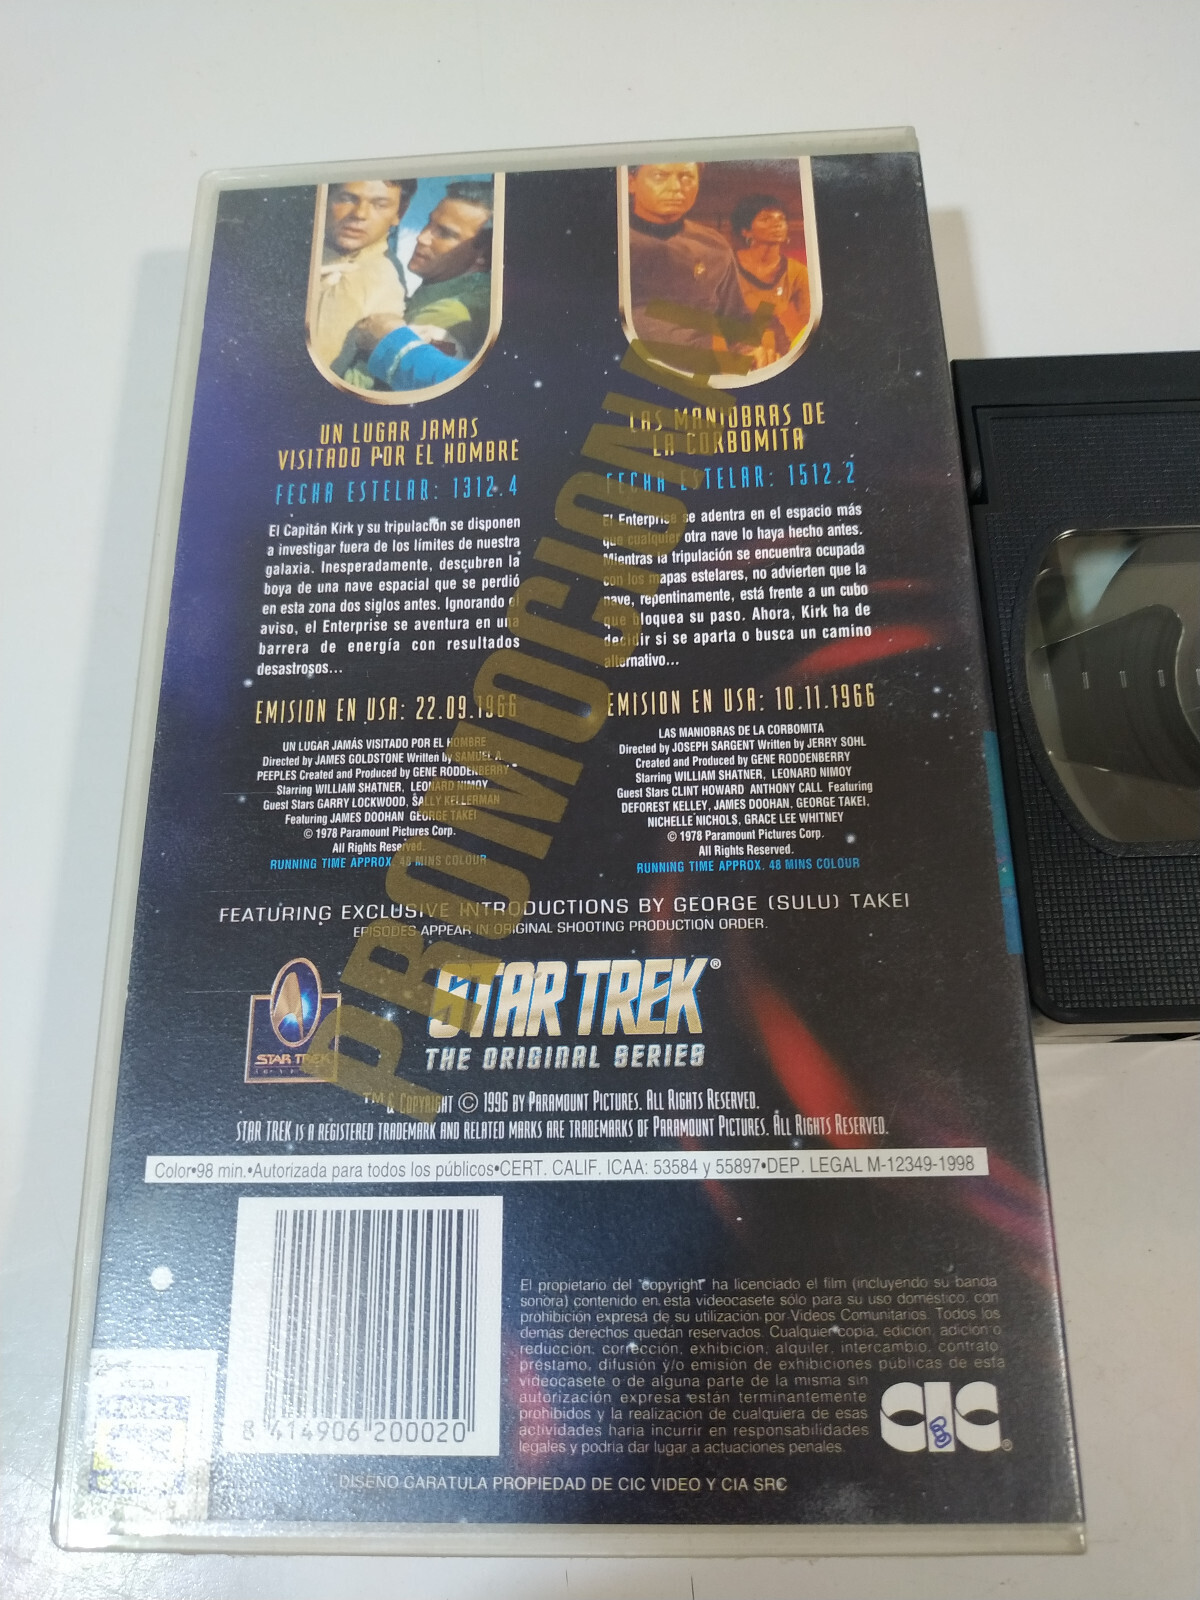 UN LUGAR JAMAS
VISITADO POR EL HOMBRE
FECHA ESTELAR: 1312.4
El Capitán Kirk y su tripulación se disponen
a investigar fuera de los límites de nuestra
galaxia. Inesperadamente, descubren la
boya de una nave espacial que se perdió
en esta zona dos siglos antes. Ignorando el
aviso, el Enterprise se aventura en una
barrera de energía con resultados
desastrosos...
EMISION EN USA: 22.09.1966
UN LUGAR JAMÁS VISITADO POR EL HOMBRE
Directed by JAMES GOLDSTONE Written by SAMUEL A.
PEEPLES Created and Produced by GENE RODDENBERRY
Starring WILLIAM SHATNER, LEONARD NIMOY
Guest Stars GARRY LOCKWOOD, SALLY KELLERMAN
Featuring JAMES DOOHAN GEORGE TAKEI
© 1978 Paramount Pictures Corp.
All Rights Reserved.
RUNNING TIME APPROX. 48 MINS COLOUR
LAS MANIOBRAS DE
LA CORBOMITA
FECHA ESTELAR: 1512.2
El Enterprise se adentra en el espacio más
que cualquier otra nave lo haya hecho antes.
Mientras la tripulación se encuentra ocupada
con los mapas estelares, no advierten que la
nave, repentinamente, está frente a un cubo
que bloquea su paso. Ahora, Kirk ha de
decidir si se aparta o busca un camino
alternativo...
EMISION EN USA: 10.11.1966
LAS MANIOBRAS DE LA CORBOMITA
Directed by JOSEPH SARGENT Written by JERRY SOHL
Created and Produced by GENE RODDENBERRY
Starring WILLIAM SHATNER, LEONARD NIMOY
Guest Stars CLINT HOWARD ANTHONY CALL Featuring
DEFOREST KELLEY, JAMES DOOHAN, GEORGE TAKEI,
NICHELLE NICHOLS, GRACE LEE WHITNEY
© 1978 Paramount Pictures Corp.
All Rights Reserved.
RUNNING TIME APPROX. 48 MINS COLOUR
PROMOCIONAL
FEATURING EXCLUSIVE INTRODUCTIONS BY GEORGE (SULU) TAKEI
EPISODES APPEAR IN ORIGINAL SHOOTING PRODUCTION ORDER.
STAR TREK
STAR TREK®
THE ORIGINAL SERIES
TM & COPYRIGHT © 1996 BY PARAMOUNT PICTURES. ALL RIGHTS RESERVED.
STAR TREK IS A REGISTERED TRADEMARK AND RELATED MARKS ARE TRADEMARKS OF PARAMOUNT PICTURES. ALL RIGHTS RESERVED.
Color•98 min.•Autorizada para todos los públicos•CERT. CALIF. ICAA: 53584 y 55897•DEP. LEGAL M-12349-1998
8 414906 200020
El propietario del "copyright" ha licenciado el film (incluyendo su banda
sonora) contenido en esta videocasete sólo para su uso doméstico, con
prohibición expresa de su utilización por Videos Comunitarios. Todos los
demás derechos quedan reservados. Cualquier copia, edición, adición o
reducción, corrección, exhibición, alquiler, intercambio, contrato,
préstamo, difusión y/o emisión de exhibiciones públicas de esta
videocasete o de alguna parte de la misma sin
autorización expresa están terminantemente
prohibidos y la realización de cualquiera de esas
actividades haría incurrir en responsabilidades
legales y podría dar lugar a actuaciones penales.
CIC®
DISEÑO CARATULA PROPIEDAD DE CIC VIDEO Y CIA SRC